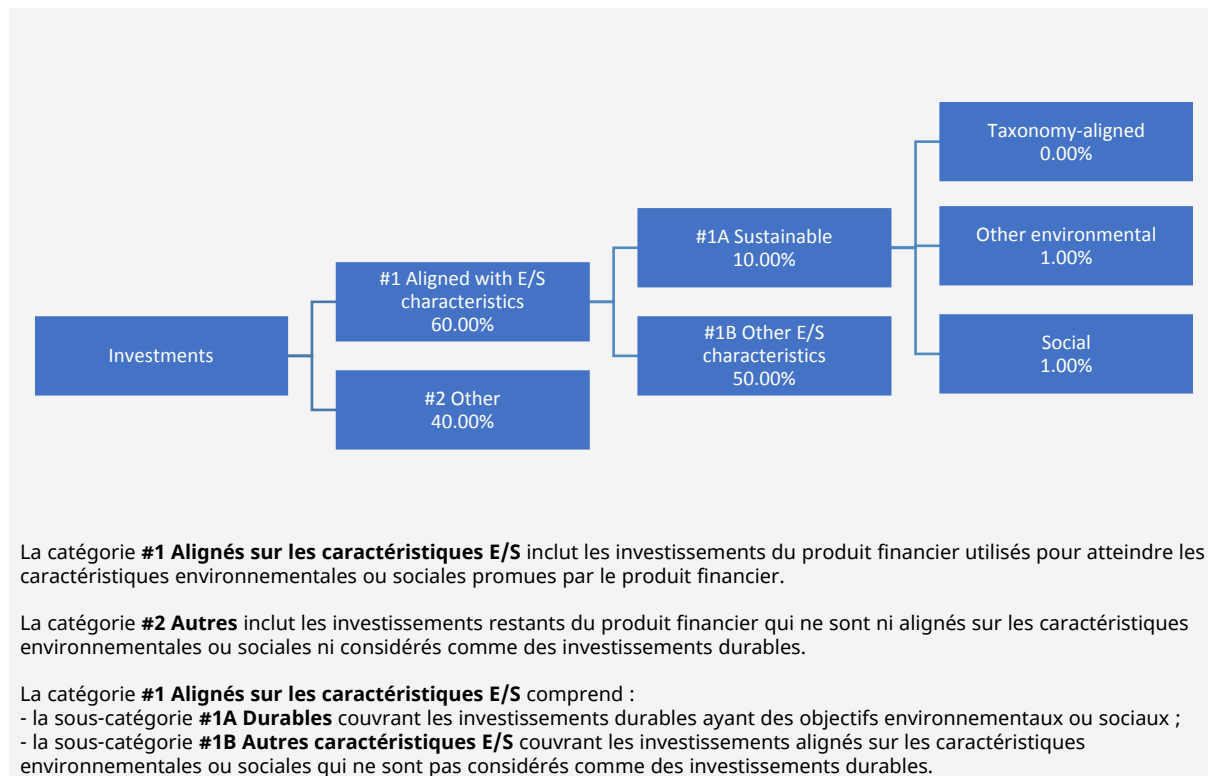 Taxonomy-aligned
0.00%
#1A Sustainable
10.00%
Other environmental
1.00%
#1 Aligned with E/S
characteristics
60.00%
Investments
#1B Other E/S
characteristics
50.00%
Social
1.00%
#2 Other
40.00%
La catégorie #1 Alignés sur les caractéristiques E/S inclut les investissements du produit financier utilisés pour atteindre les
caractéristiques environnementales ou sociales promues par le produit financier.
La catégorie #2 Autres inclut les investissements restants du produit financier qui ne sont ni alignés sur les caractéristiques
environnementales ou sociales ni considérés comme des investissements durables.
La catégorie #1 Alignés sur les caractéristiques E/S comprend :
- la sous-catégorie #1A Durables couvrant les investissements durables ayant des objectifs environnementaux ou sociaux ;
- la sous-catégorie #1B Autres caractéristiques E/S couvrant les investissements alignés sur les caractéristiques
environnementales ou sociales qui ne sont pas considérés comme des investissements durables.